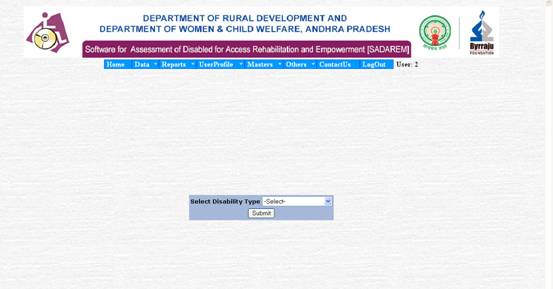 DEPARTMENT OF RURAL DEVELOPMENT AND
DEPARTMENT OF WOMEN & CHILD WELFARE, ANDHRA PRADESH
Software for Assessment of Disabled for Access Rehabilitation and Empowerment [SADAREM]
Byrraju
FOUNDATION
Home Data Reports UserProfile Masters Others ContactUs LogOut User: 2
Select Disability Type -Select-
Submit